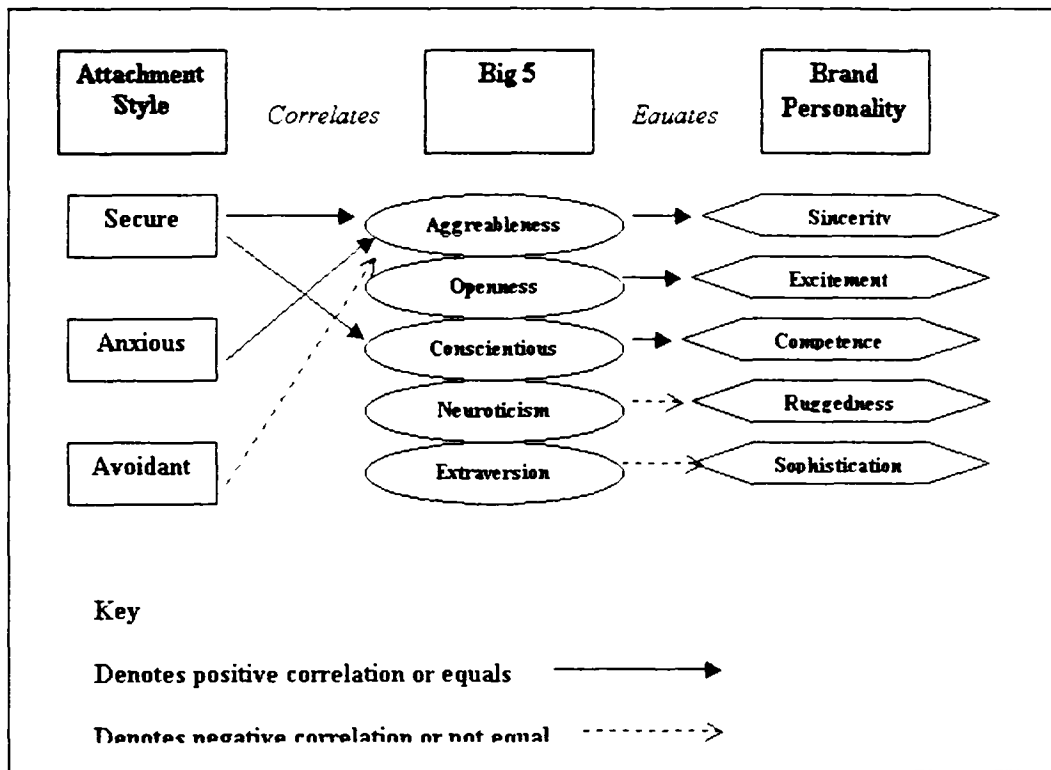 Attachment
Style
Correlates
Big 5
Equates
Brand
Personality
Secure
Aggreableness
Sincerity
Openness
Excitement
Anxious
Conscientious
Competence
Neuroticism
Ruggedness
Avoidant
Extraversion
Sophistication
Key
Denotes positive correlation or equals
Denotes negative correlation or not equal